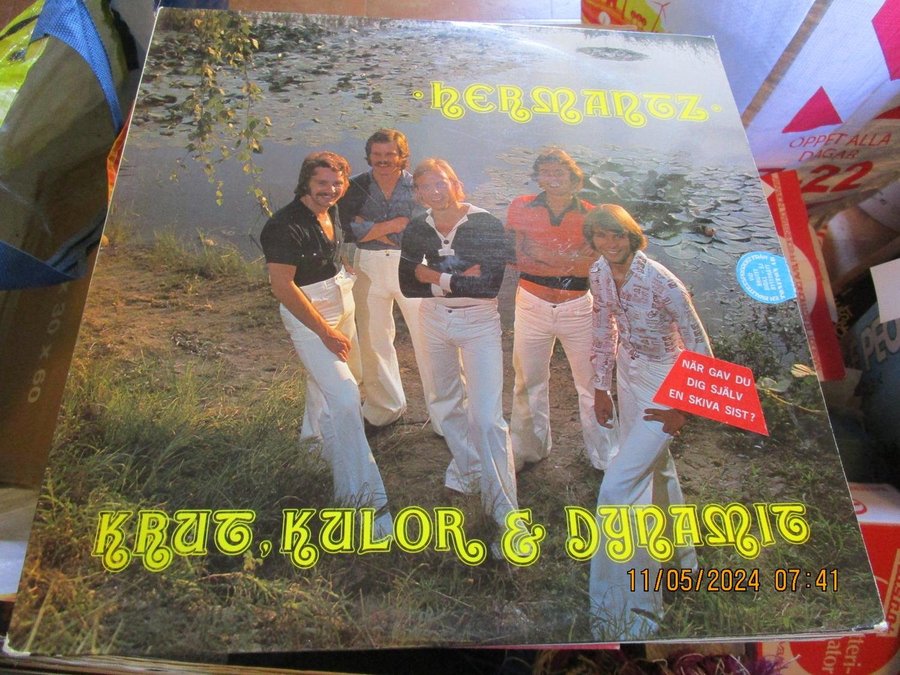 ·HERMANTZ·
OPPET ALLA
DAGAR
22
NÄR GAV DU
DIG SJÄLV
EN SKIVA SIST?
KRUT, KULOR & DYNAMIT
11/05/2024 07:41